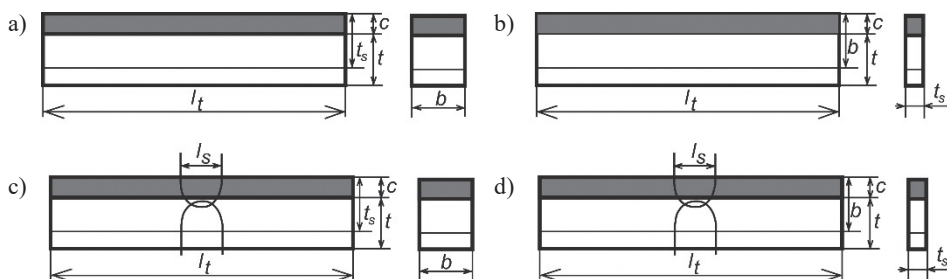 a) c t_s t l_t b
b) c b t l_t t_s
c) l_s c t_s t l_t b
d) l_s c b t l_t t_s